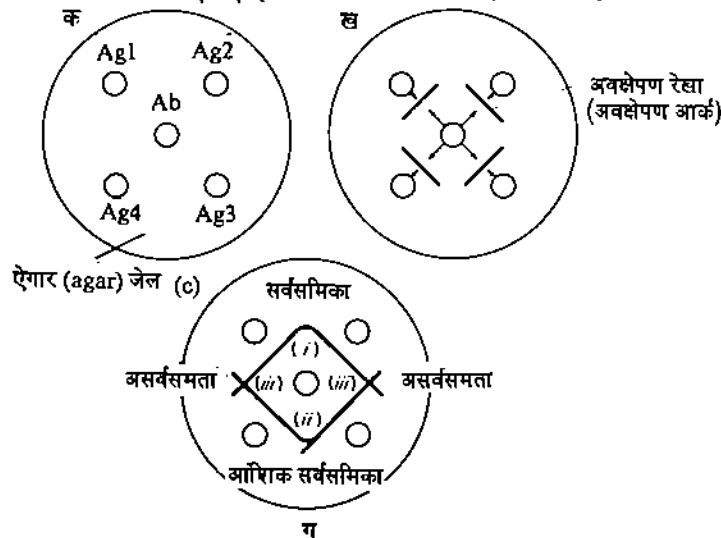 क
Ag1 Ag2
Ab
Ag4 Ag3
ऐगार (agar) जेल (c)
ख
अवक्षेपण रेखा
(अवक्षेपण आर्क)
सर्वसमिका
(i)
असर्वसमता (iii) (iii) असर्वसमता
(ii)
आंशिक सर्वसमिका
ग